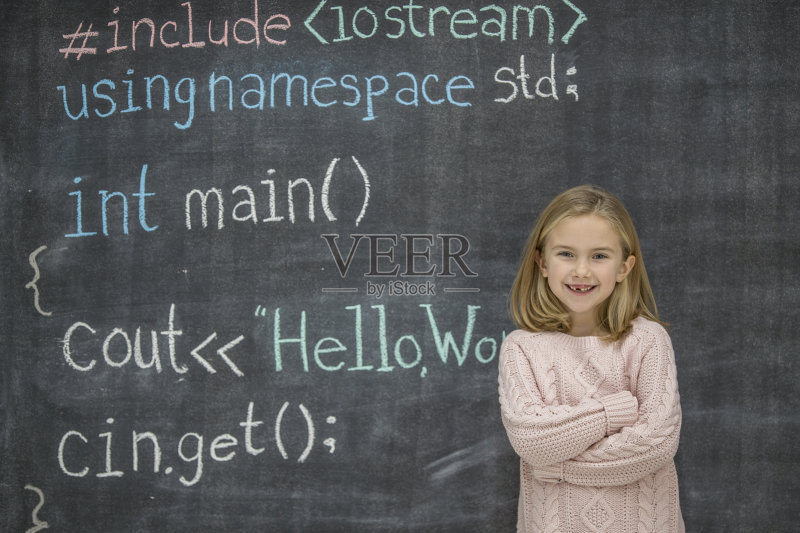 #include <iostream>
using namespace std;
int main()
{
VEER
by iStock
cout<< "Hello, Wo
cin.get();
}